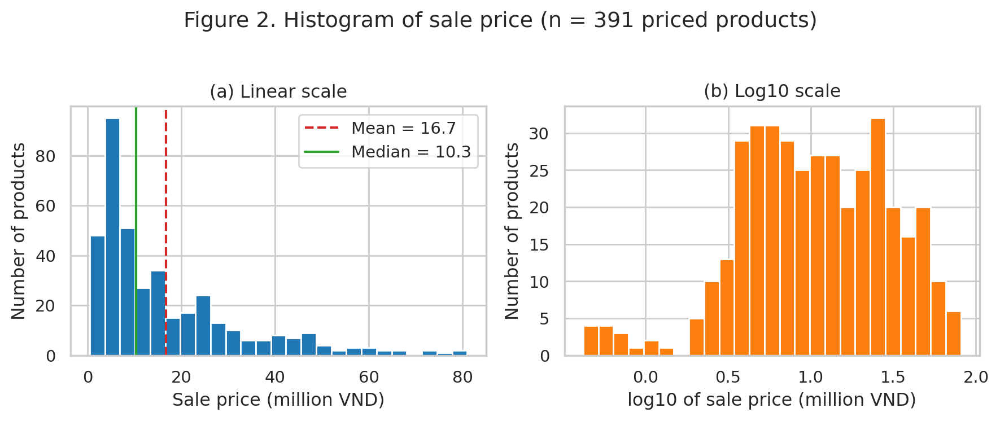 Figure 2. Histogram of sale price (n = 391 priced products)
(a) Linear scale
Mean = 16.7
Median = 10.3
Number of products
80
60
40
20
0
0 20 40 60 80
Sale price (million VND)
(b) Log10 scale
Number of products
30
25
20
15
10
5
0
0.0 0.5 1.0 1.5 2.0
log10 of sale price (million VND)